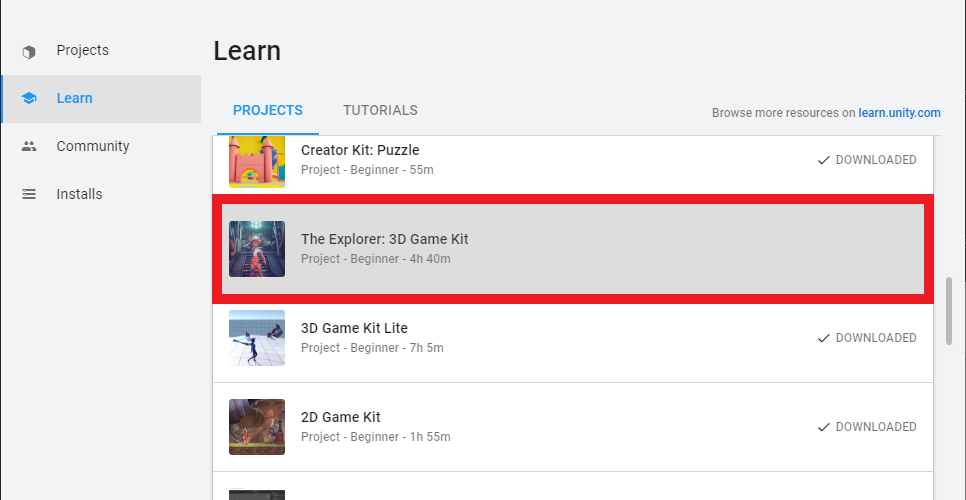 Projects
Learn
Community
Installs
Learn
PROJECTS
TUTORIALS
Browse more resources on learn.unity.com
Creator Kit: Puzzle
Project - Beginner - 55m
DOWNLOADED
The Explorer: 3D Game Kit
Project - Beginner - 4h 40m
3D Game Kit Lite
Project - Beginner - 7h 5m
DOWNLOADED
2D Game Kit
Project - Beginner - 1h 55m
DOWNLOADED